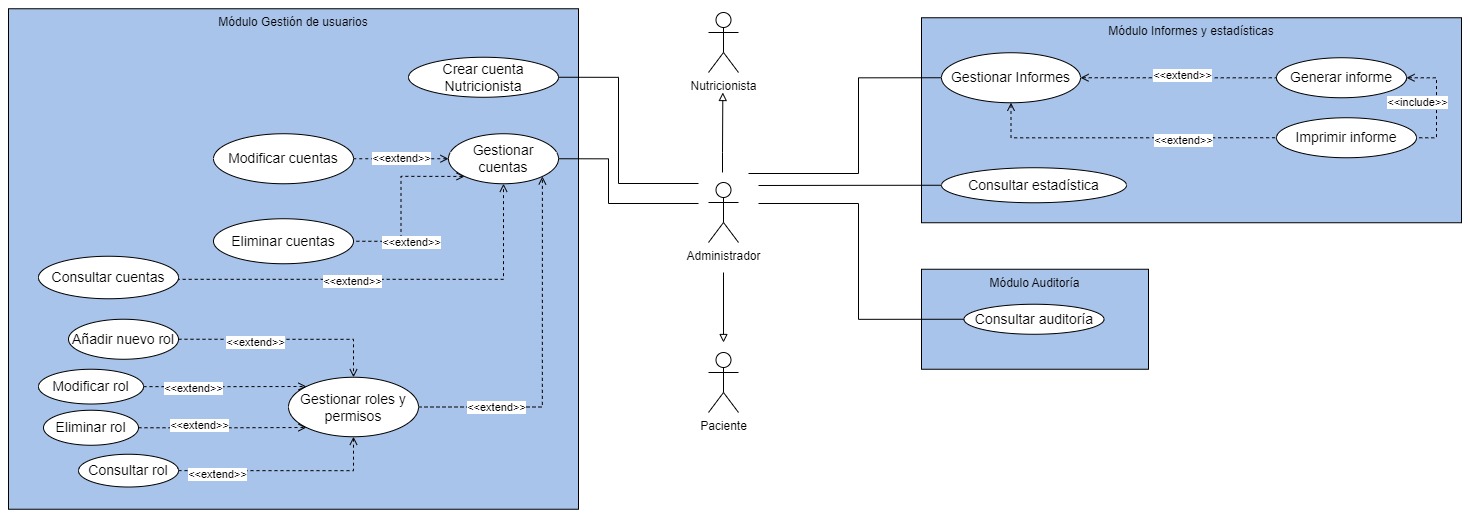 Módulo Gestión de usuarios
Crear cuenta
Nutricionista
Modificar cuentas
<<extend>>
Gestionar
cuentas
Eliminar cuentas
<<extend>>
Consultar cuentas
<<extend>>
Añadir nuevo rol
<<extend>>
Modificar rol
<<extend>>
Gestionar roles y
permisos
<<extend>>
Eliminar rol
<<extend>>
Consultar rol
<<extend>>
Nutricionista
Administrador
Paciente
Módulo Informes y estadísticas
Gestionar Informes
<<extend>>
Generar informe
<<include>>
<<extend>>
Imprimir informe
Consultar estadística
Módulo Auditoría
Consultar auditoría